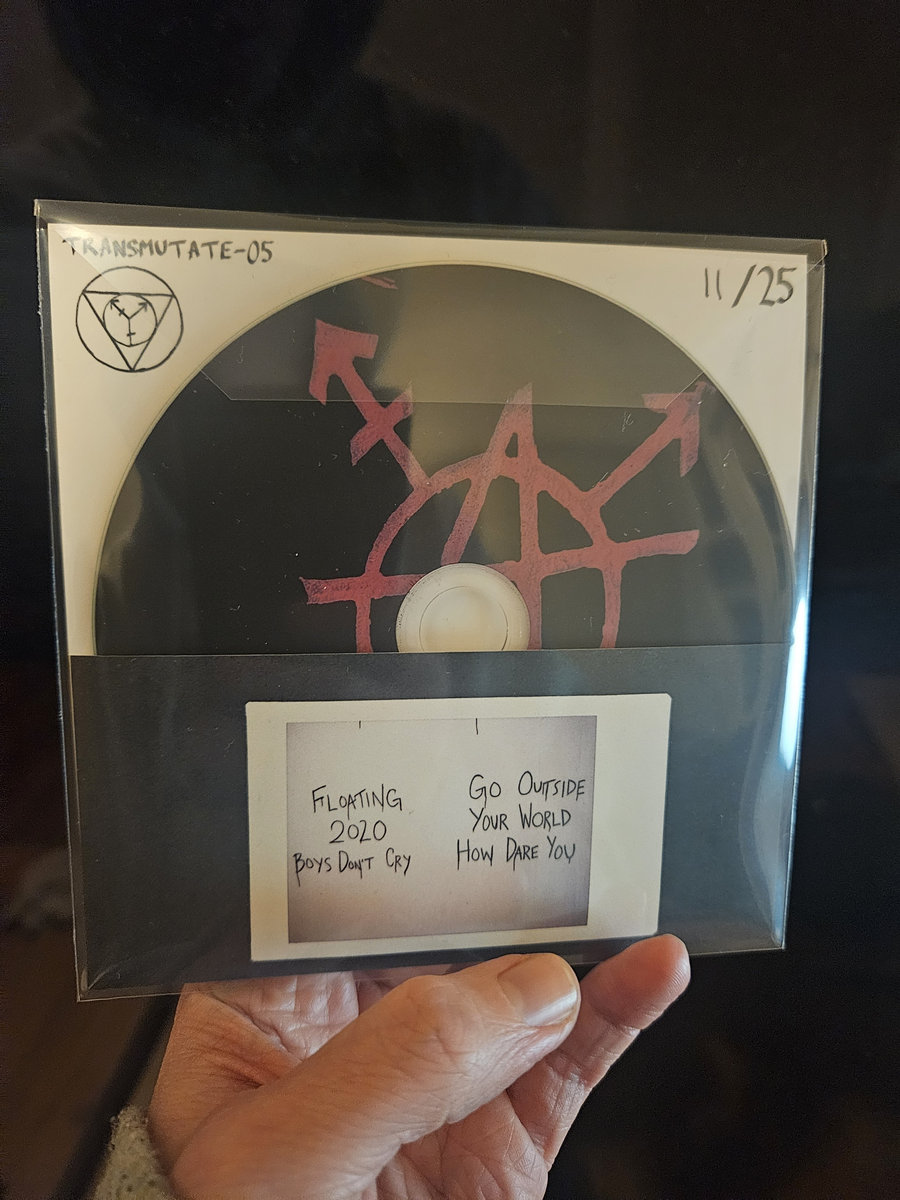 TRANSMUTATE-05
11/25
FLOATING
2020
BOYS DON'T CRY
GO OUTSIDE
YOUR WORLD
HOW DARE YOU